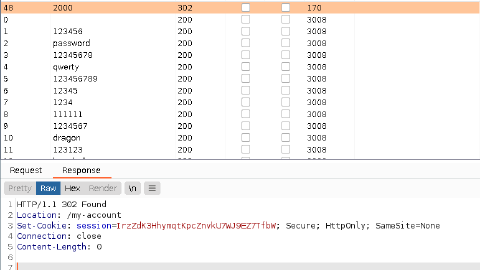 48 2000 302 170
0 200 3008
1 123456 200 3008
2 password 200 3008
3 12345678 200 3008
4 qwerty 200 3008
5 123456789 200 3008
6 12345 200 3008
7 1234 200 3008
8 111111 200 3008
9 1234567 200 3008
10 dragon 200 3008
11 123123 200 3008
Request Response
Pretty Raw Hex Render \n
1 HTTP/1.1 302 Found
2 Location: /my-account
3 Set-Cookie: session=IrzZdK3HhymqtKpcZnvkU7WJ9EZ7TfbW; Secure; HttpOnly; SameSite=None
4 Connection: close
5 Content-Length: 0
6
7